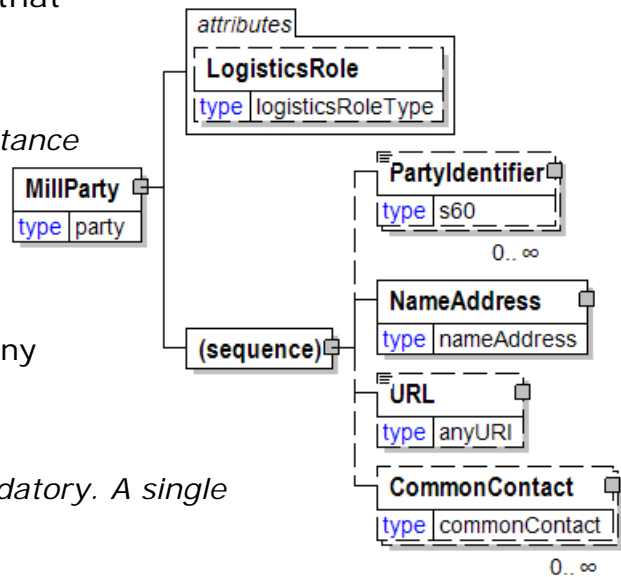 that
attributes
LogisticsRole
type logisticsRoleType
tance
MillParty
type party
PartyIdentifier
type s60
0.. ∞
NameAddress
type nameAddress
(sequence)
ny
URL
type anyURI
datory. A single
CommonContact
type commonContact
0.. ∞